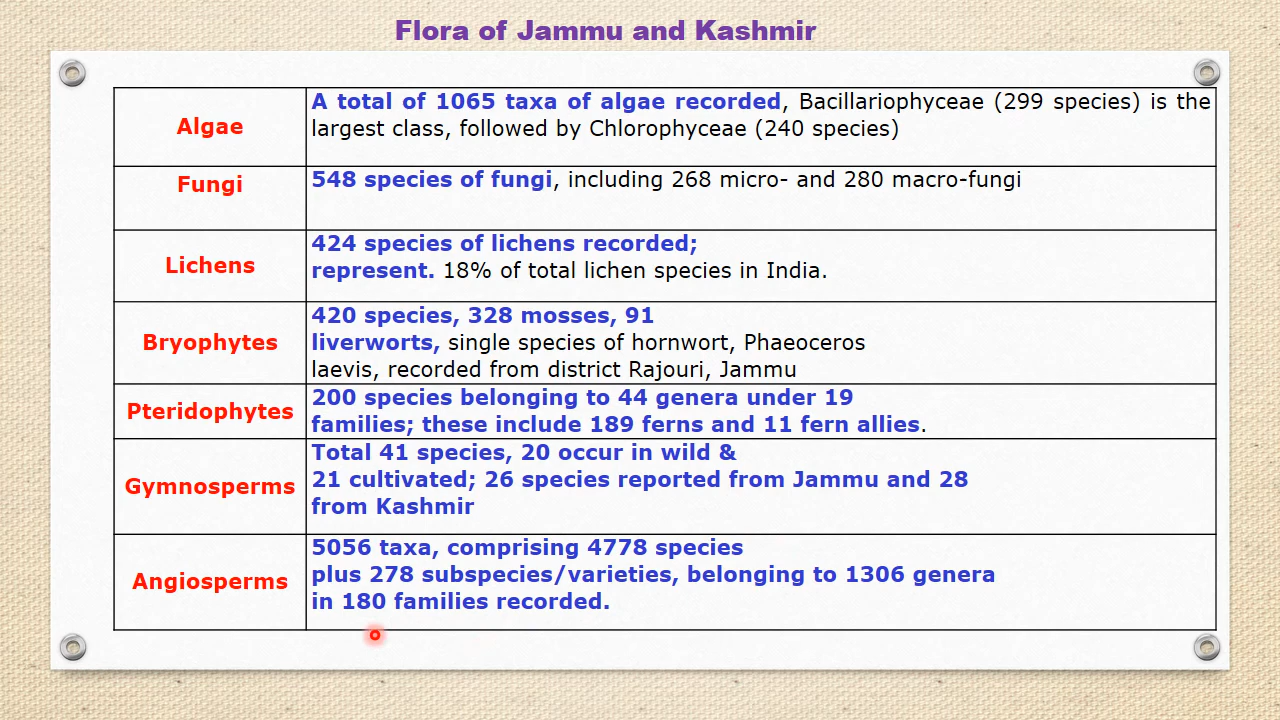 Flora of Jammu and Kashmir
Algae
A total of 1065 taxa of algae recorded, Bacillariophyceae (299 species) is the
largest class, followed by Chlorophyceae (240 species)
Fungi
548 species of fungi, including 268 micro- and 280 macro-fungi
Lichens
424 species of lichens recorded;
represent. 18% of total lichen species in India.
Bryophytes
420 species, 328 mosses, 91
liverworts, single species of hornwort, Phaeoceros
laevis, recorded from district Rajouri, Jammu
Pteridophytes
200 species belonging to 44 genera under 19
families; these include 189 ferns and 11 fern allies.
Gymnosperms
Total 41 species, 20 occur in wild &
21 cultivated; 26 species reported from Jammu and 28
from Kashmir
Angiosperms
5056 taxa, comprising 4778 species
plus 278 subspecies/varieties, belonging to 1306 genera
in 180 families recorded.